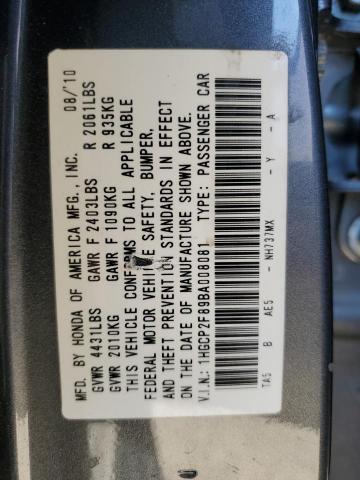 MFD. BY HONDA OF AMERICA MFG., INC. 08/'10
GVWR 4431LBS GAWR F 2403LBS R 2061LBS
GVWR 2010KG GAWR F 1090KG R 935KG
THIS VEHICLE CONFORMS TO ALL APPLICABLE
FEDERAL MOTOR VEHICLE SAFETY, BUMPER,
AND THEFT PREVENTION STANDARDS IN EFFECT
ON THE DATE OF MANUFACTURE SHOWN ABOVE.
V.I.N.: 1HGCP2F89BA008081 PASSENGER CAR
TA5 B AE5 - NH737MX - Y - A